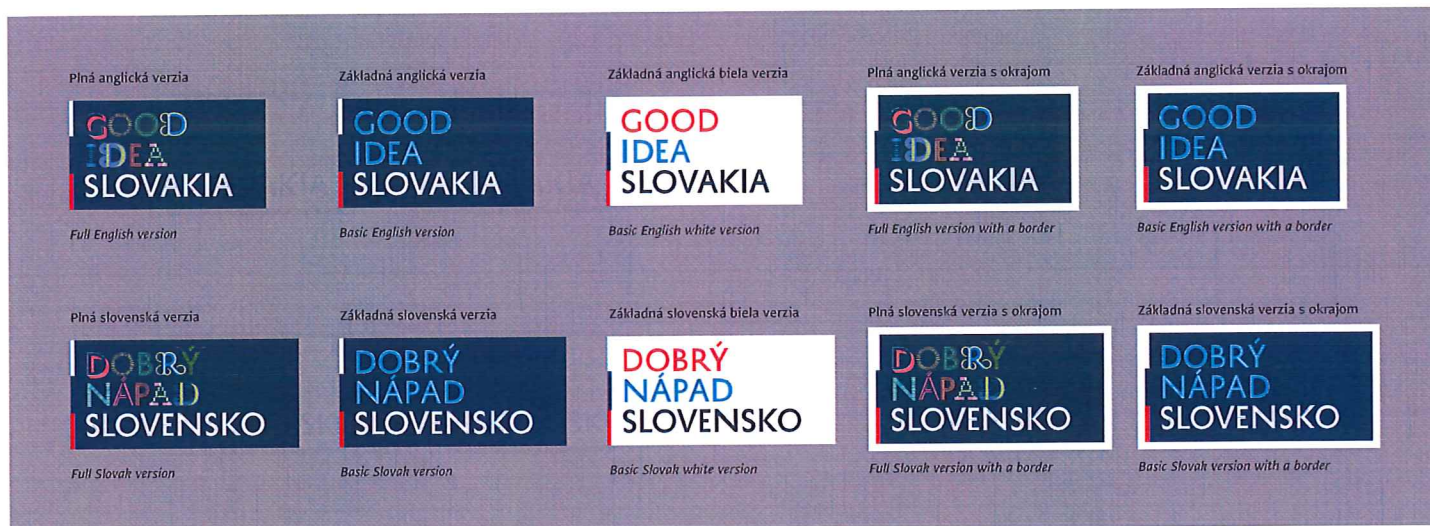 Plná anglická verzia
GOOD
IDEA
SLOVAKIA
Full English version
Základná anglická verzia
GOOD
IDEA
SLOVAKIA
Basic English version
Základná anglická biela verzia
GOOD
IDEA
SLOVAKIA
Basic English white version
Plná anglická verzia s okrajom
GOOD
IDEA
SLOVAKIA
Full English version with a border
Základná anglická verzia s okrajom
GOOD
IDEA
SLOVAKIA
Basic English version with a border
Plná slovenská verzia
DOBRÝ
NÁPAD
SLOVENSKO
Full Slovak version
Základná slovenská verzia
DOBRÝ
NÁPAD
SLOVENSKO
Basic Slovak version
Základná slovenská biela verzia
DOBRÝ
NÁPAD
SLOVENSKO
Basic Slovak white version
Plná slovenská verzia s okrajom
DOBRÝ
NÁPAD
SLOVENSKO
Full Slovak version with a border
Základná slovenská verzia s okrajom
DOBRÝ
NÁPAD
SLOVENSKO
Basic Slovak version with a border